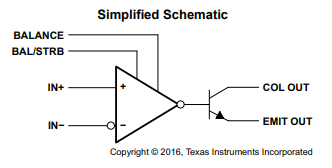 Simplified Schematic
BALANCE
BAL/STRB
IN+
+
COL OUT
IN−
−
EMIT OUT
Copyright © 2016, Texas Instruments Incorporated